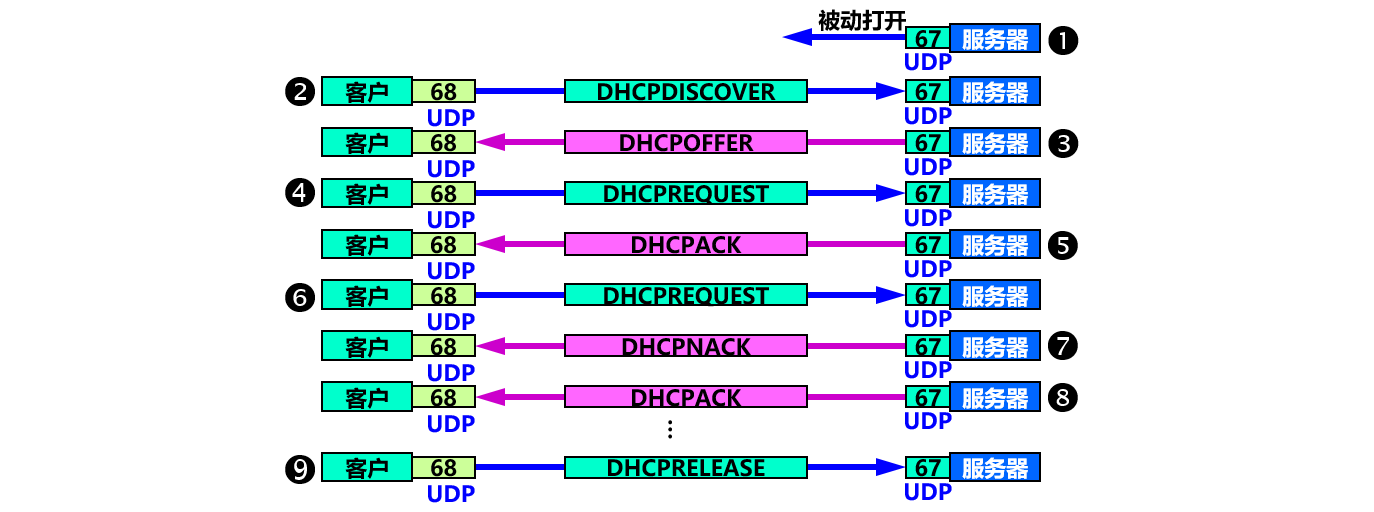 被动打开
67 服务器 ❶
UDP
❷ 客户 68 DHCPDISCOVER 67 服务器
UDP UDP
客户 68 DHCPOFFER 67 服务器 ❸
UDP UDP
❹ 客户 68 DHCPREQUEST 67 服务器
UDP UDP
客户 68 DHCPACK 67 服务器 ❺
UDP UDP
❻ 客户 68 DHCPREQUEST 67 服务器
UDP UDP
客户 68 DHCPNACK 67 服务器 ❼
UDP UDP
客户 68 DHCPACK 67 服务器 ❽
UDP UDP
⋮
❾ 客户 68 DHCPRELEASE 67 服务器
UDP UDP